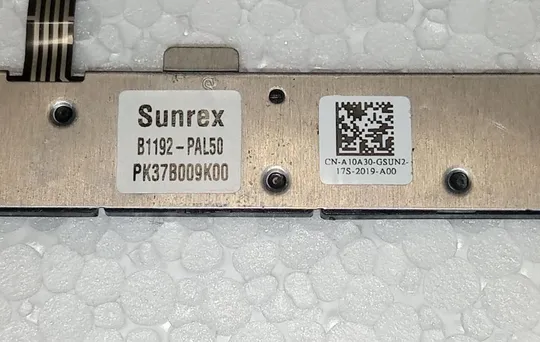 Sunrex
B1192-PAL50
PK37B009K00
CN-A10A30-GSUN2-
17S-2019-A00